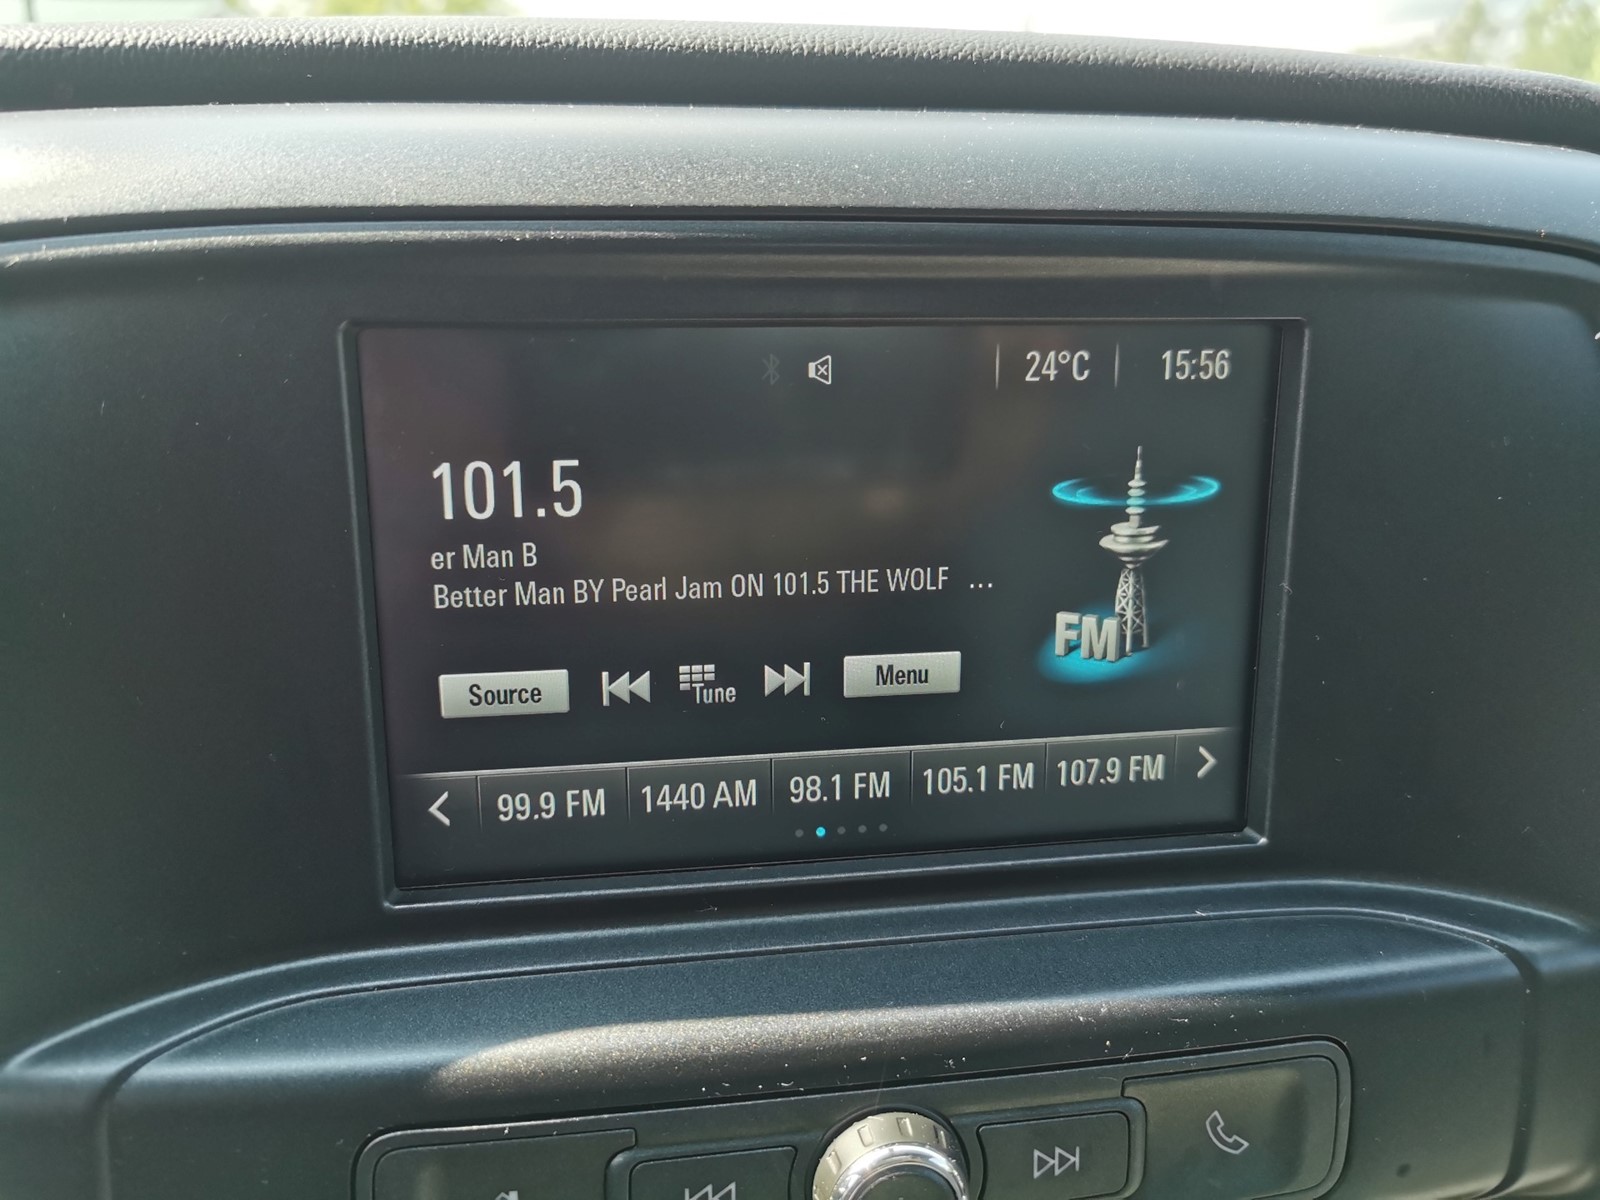 24°C 15:56
101.5
er Man B
Better Man BY Pearl Jam ON 101.5 THE WOLF ...
FM
Source Tune Menu
99.9 FM 1440 AM 98.1 FM 105.1 FM 107.9 FM